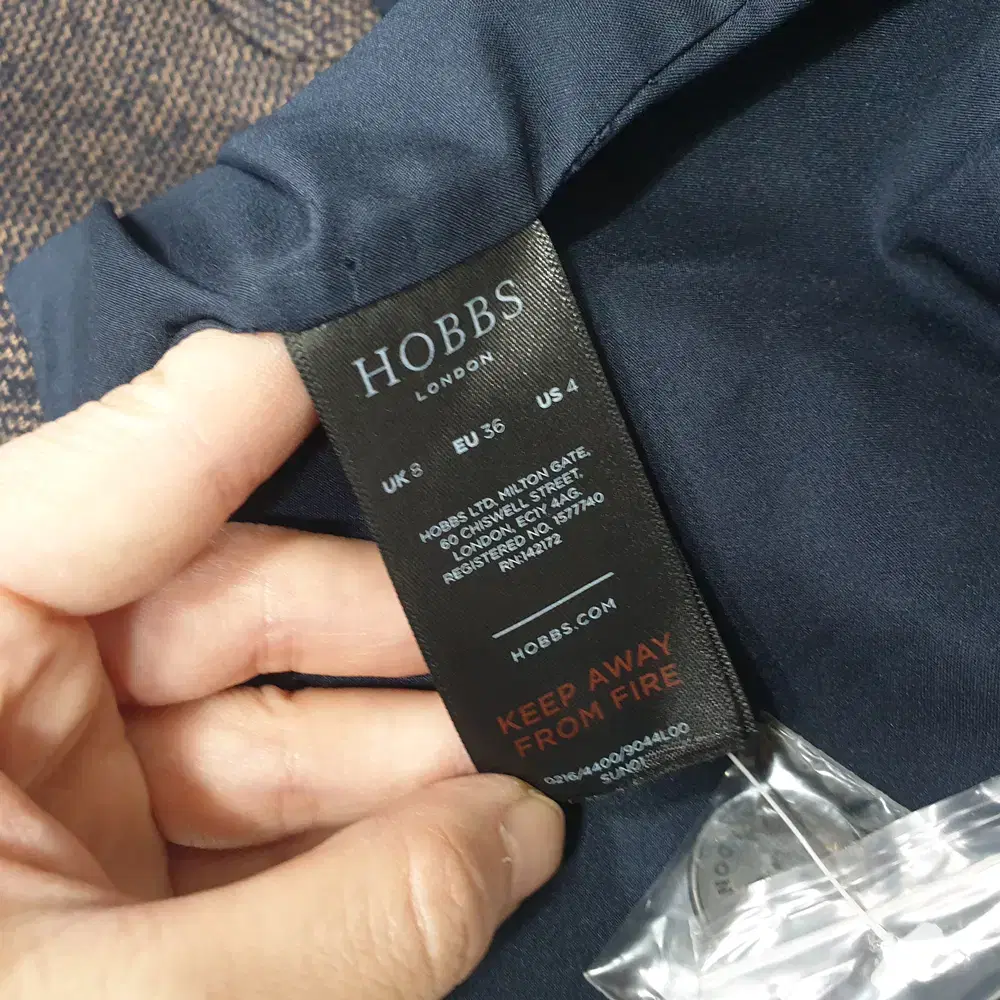 HOBBS
LONDON
UK 8 EU 36 US 4
HOBBS LTD, MILTON GATE,
60 CHISWELL STREET,
LONDON, EC1Y 4AG.
REGISTERED NO. 1577740
RN:142172
HOBBS.COM
KEEP AWAY
FROM FIRE
0216/4400/9044L00
SUN01